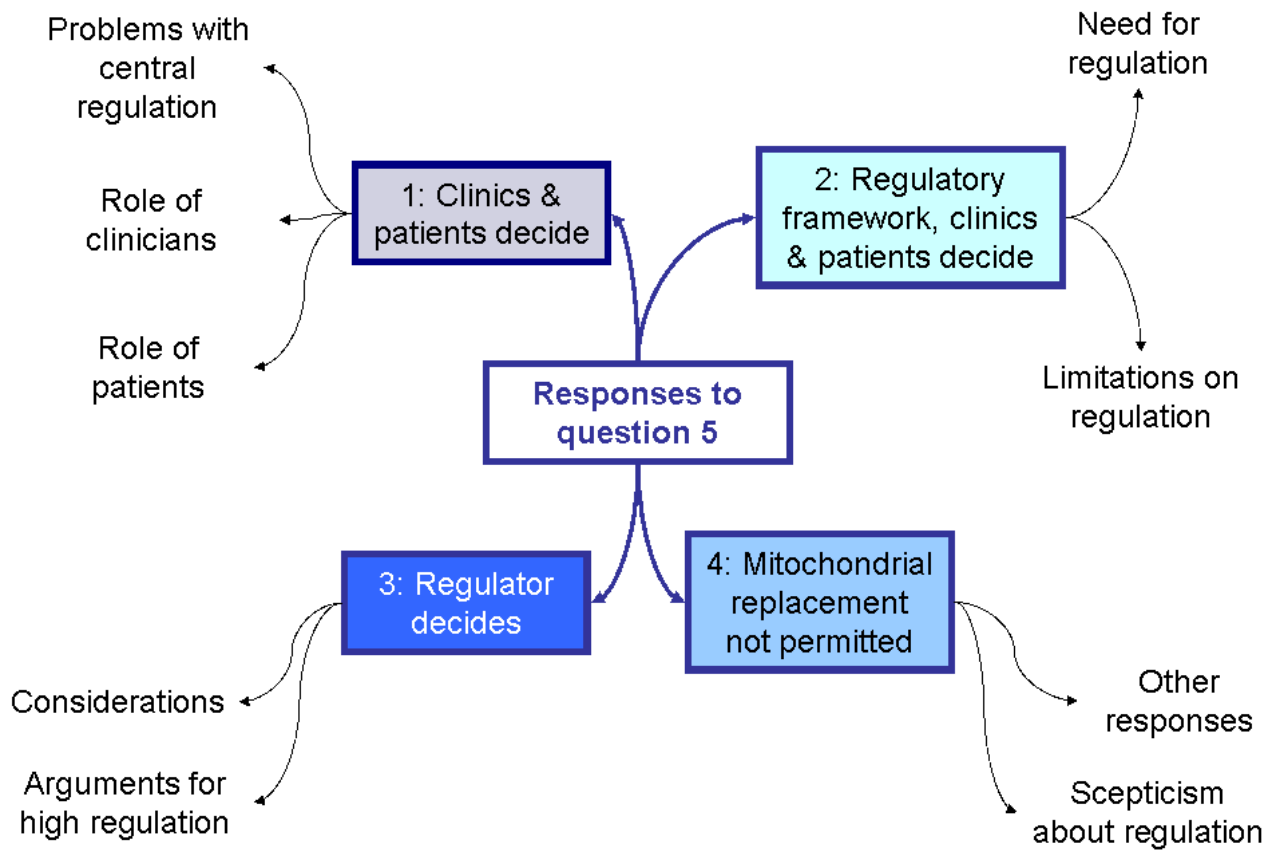 Problems with
central
regulation
Role of
clinicians
Role of
patients
1: Clinics &
patients decide
Need for
regulation
2: Regulatory
framework, clinics
& patients decide
Limitations on
regulation
Responses to
question 5
3: Regulator
decides
Considerations
Arguments for
high regulation
4: Mitochondrial
replacement
not permitted
Other
responses
Scepticism
about regulation